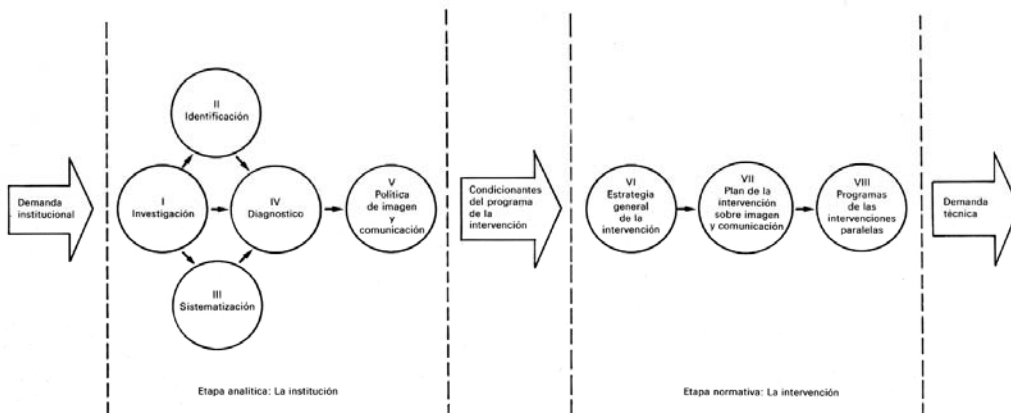 Demanda
institucional
I
Investigación
II
Identificación
III
Sistematización
IV
Diagnostico
V
Política
de imagen
y
comunicación
Condicionantes
del programa
de la
intervención
VI
Estrategia
general
de la
intervención
VII
Plan de la
intervención
sobre imagen
y comunicación
VIII
Programas
de las
intervenciones
paralelas
Demanda
técnica
Etapa analítica: La institución
Etapa normativa: La intervención